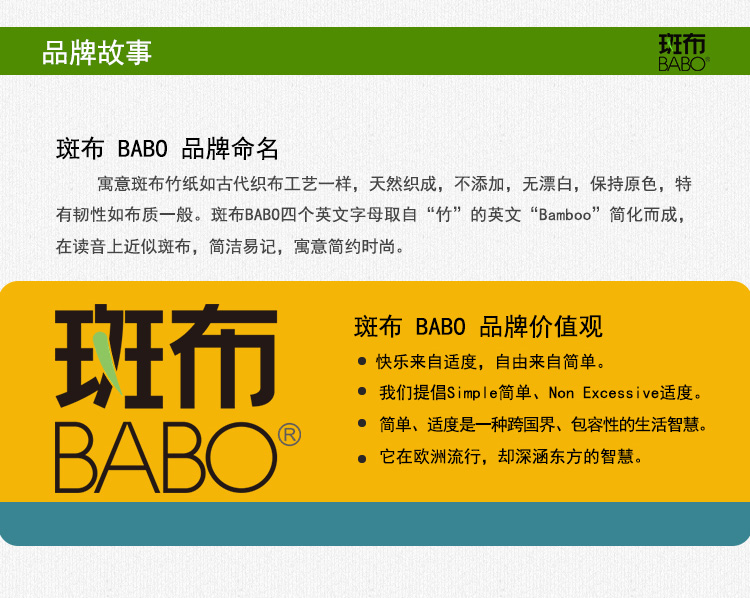 品牌故事
斑布
BABO®
斑布 BABO 品牌命名
寓意斑布竹纸如古代织布工艺一样，天然织成，不添加，无漂白，保持原色，特
有韧性如布质一般。斑布BABO四个英文字母取自“竹”的英文“Bamboo”简化而成，
在读音上近似斑布，简洁易记，寓意简约时尚。
斑布
BABO®
斑布 BABO 品牌价值观
● 快乐来自适度，自由来自简单。
● 我们提倡Simple简单、Non Excessive适度。
● 简单、适度是一种跨国界、包容性的生活智慧。
● 它在欧洲流行，却深涵东方的智慧。